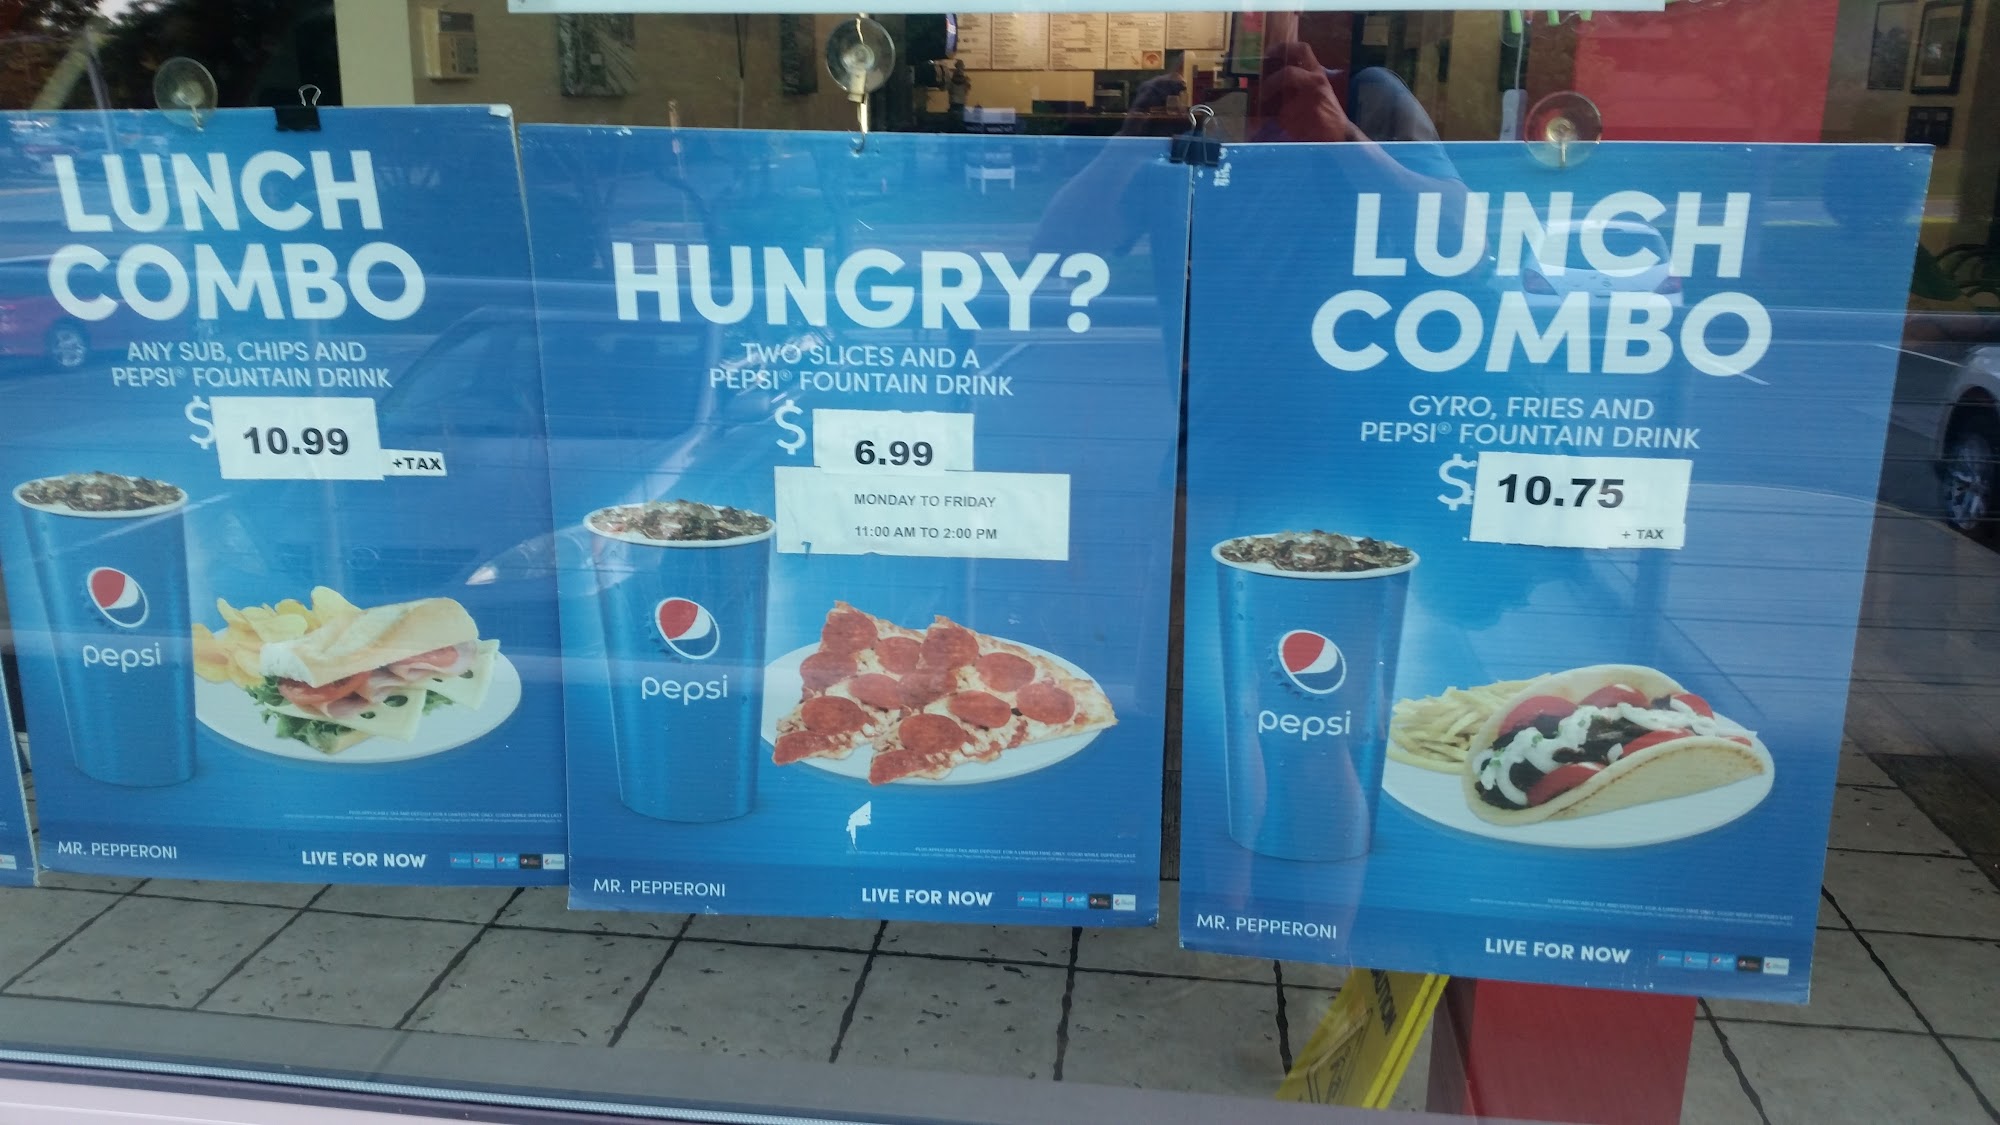 LUNCH
COMBO
ANY SUB, CHIPS AND
PEPSI® FOUNTAIN DRINK
$ 10.99
+TAX
pepsi
MR. PEPPERONI
LIVE FOR NOW
HUNGRY?
TWO SLICES AND A
PEPSI® FOUNTAIN DRINK
$ 6.99
MONDAY TO FRIDAY
11:00 AM TO 2:00 PM
pepsi
MR. PEPPERONI
LIVE FOR NOW
LUNCH
COMBO
GYRO, FRIES AND
PEPSI® FOUNTAIN DRINK
$ 10.75
+ TAX
pepsi
MR. PEPPERONI
LIVE FOR NOW